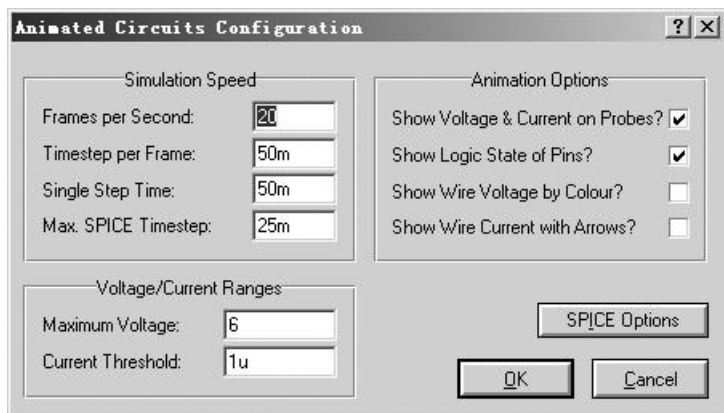 Animated Circuits Configuration
Simulation Speed
Frames per Second: 20
Timestep per Frame: 50m
Single Step Time: 50m
Max. SPICE Timestep: 25m
Animation Options
Show Voltage & Current on Probes?
Show Logic State of Pins?
Show Wire Voltage by Colour?
Show Wire Current with Arrows?
Voltage/Current Ranges
Maximum Voltage: 6
Current Threshold: 1u
SPICE Options
OK Cancel